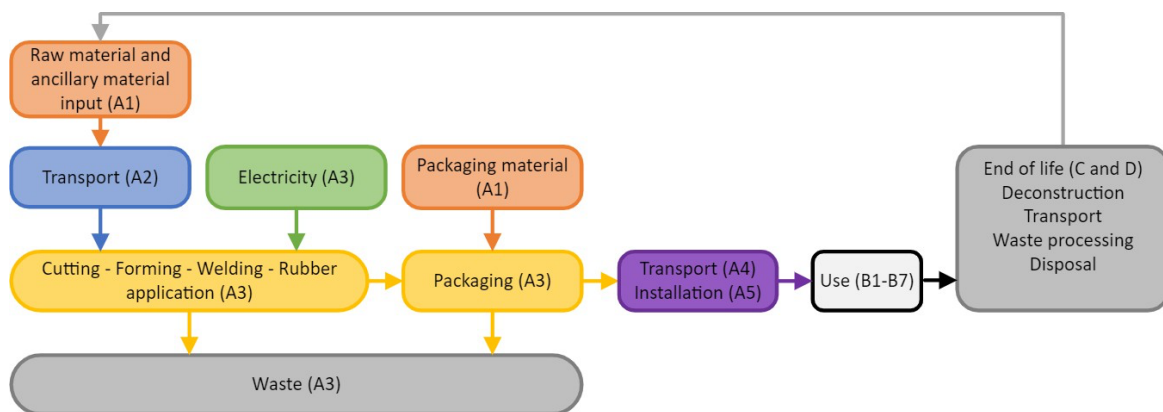 Raw material and
ancillary material
input (A1)
Transport (A2)
Electricity (A3)
Packaging material
(A1)
End of life (C and D)
Deconstruction
Transport
Waste processing
Disposal
Cutting - Forming - Welding - Rubber
application (A3)
Packaging (A3)
Transport (A4)
Installation (A5)
Use (B1-B7)
Waste (A3)